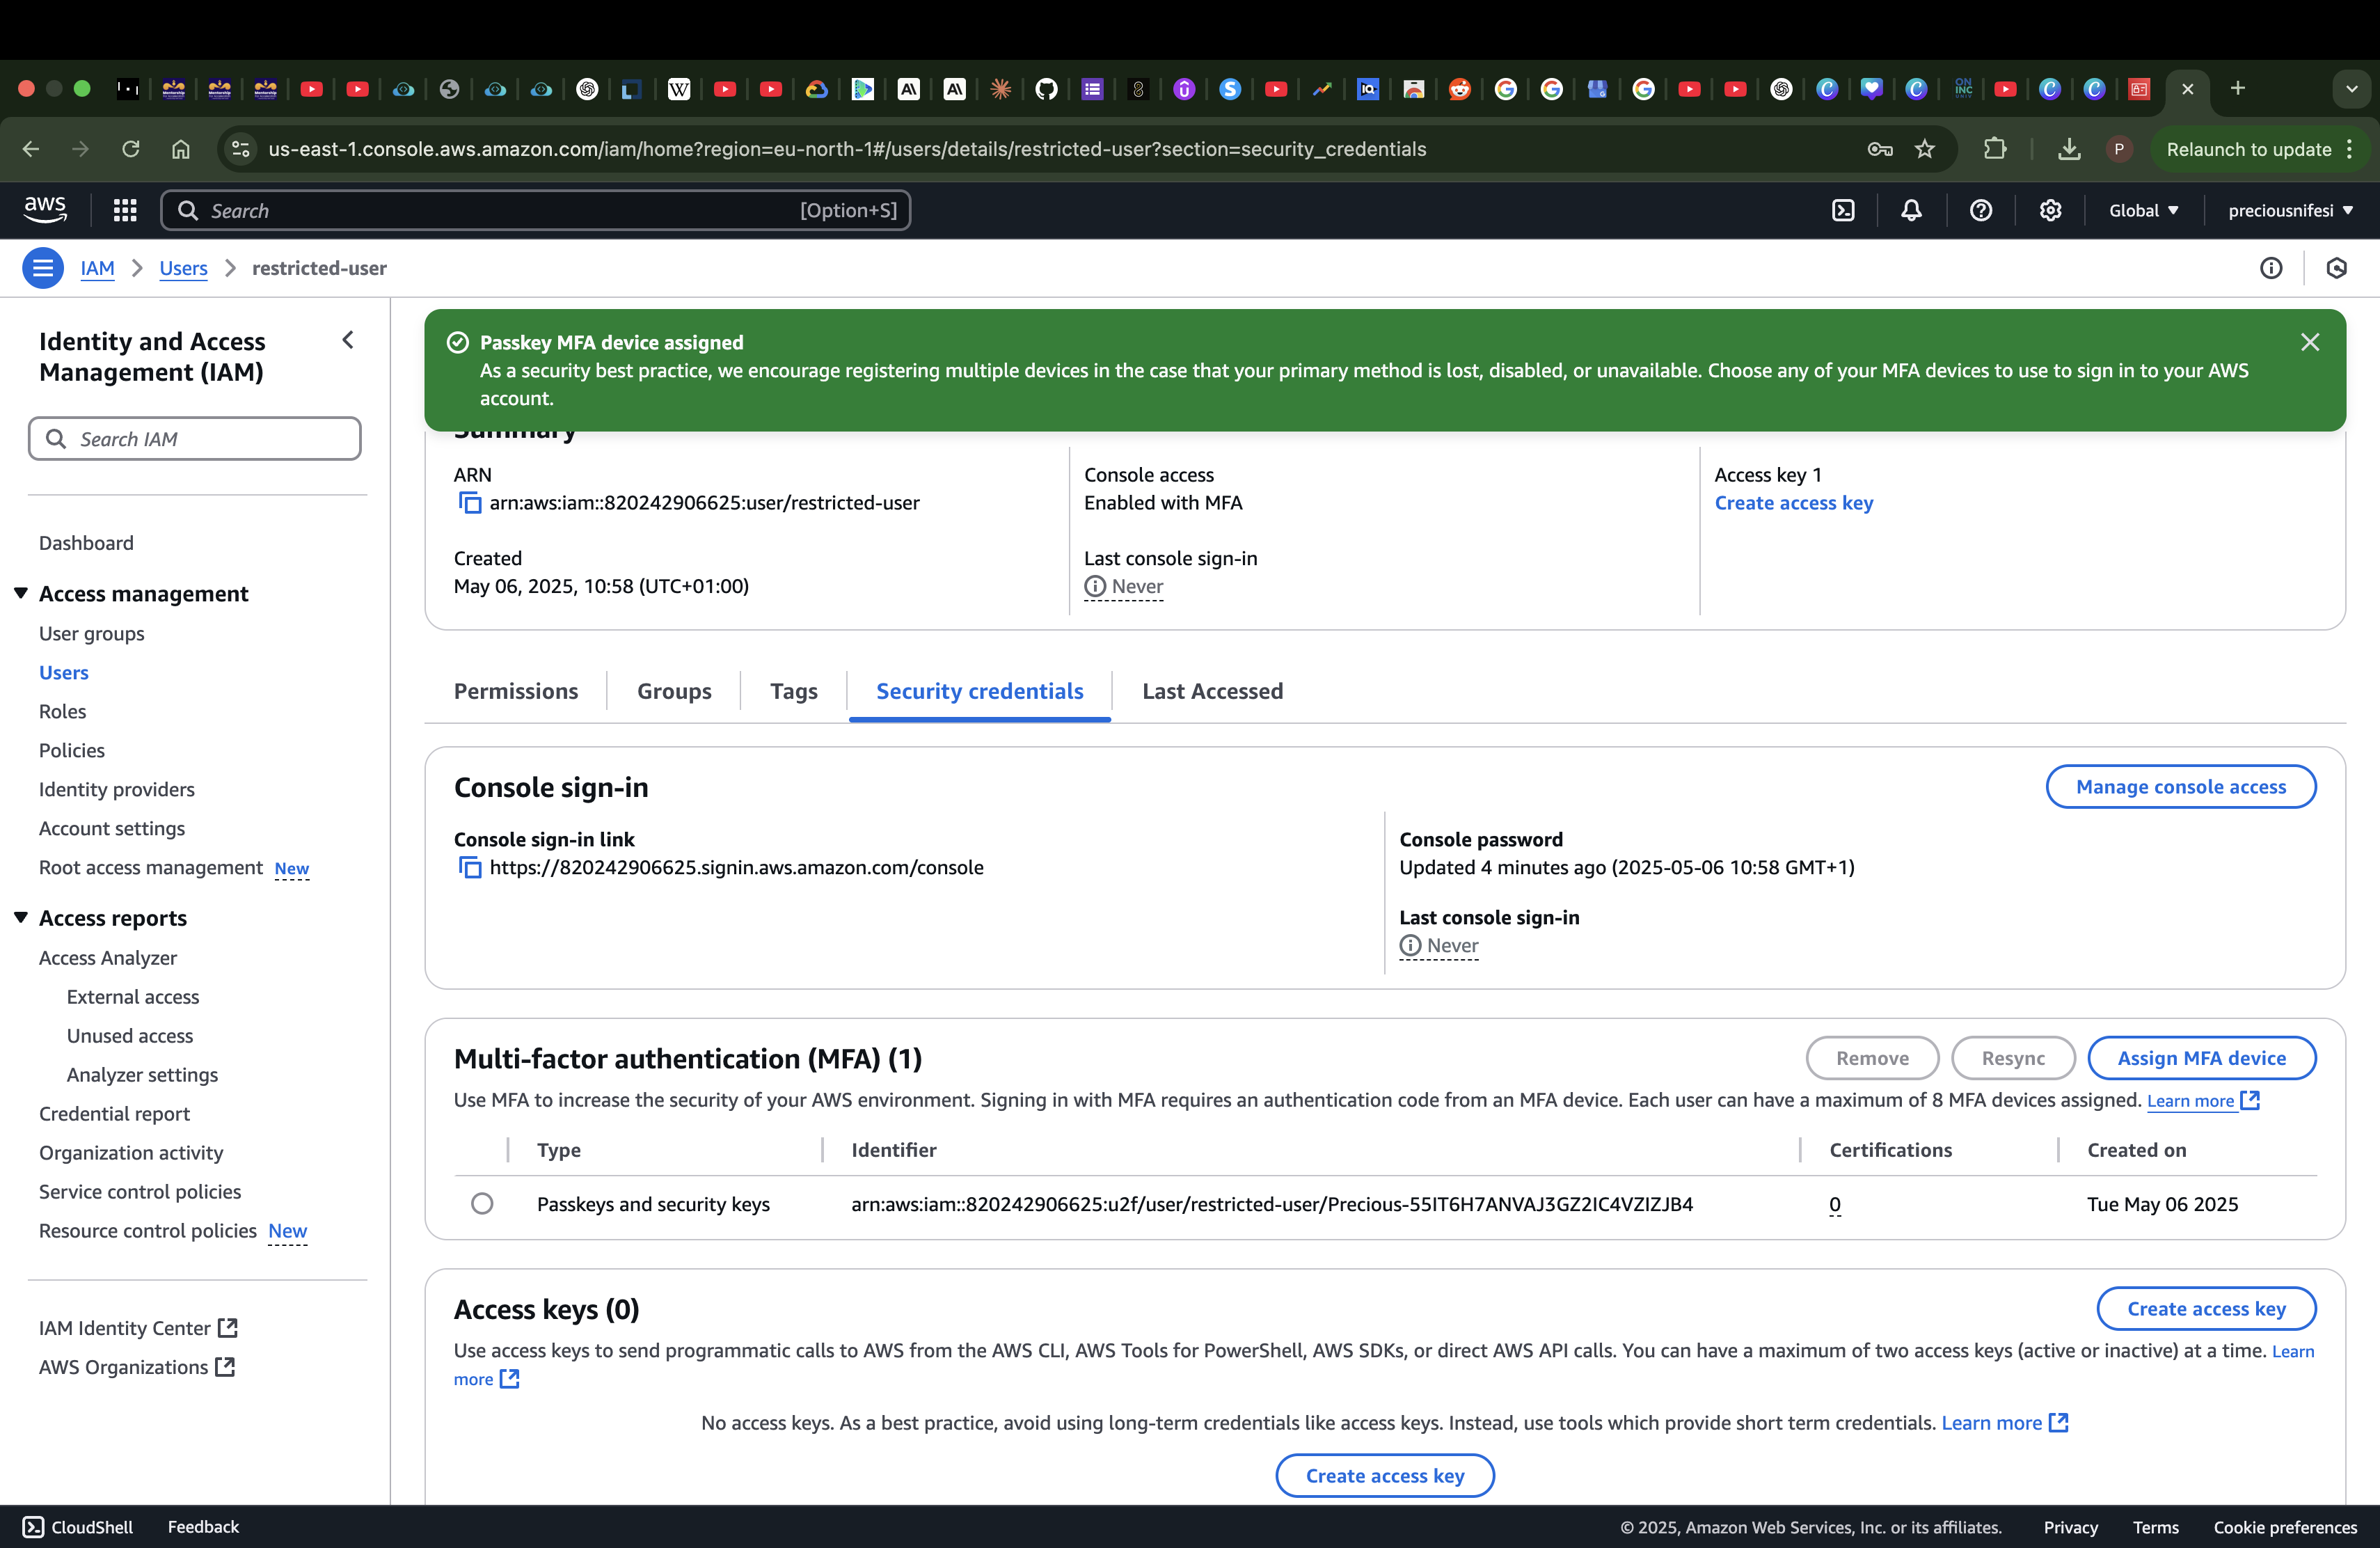 us-east-1.console.aws.amazon.com/iam/home?region=eu-north-1#/users/details/restricted-user?section=security_credentials
P
Relaunch to update
aws
Search
[Option+S]
Global
preciousnifesi
IAM
Users
restricted-user
Identity and Access
Management (IAM)
Search IAM
Dashboard
Access management
User groups
Users
Roles
Policies
Identity providers
Account settings
Root access management New
Access reports
Access Analyzer
External access
Unused access
Analyzer settings
Credential report
Organization activity
Service control policies
Resource control policies New
IAM Identity Center
AWS Organizations
Passkey MFA device assigned
As a security best practice, we encourage registering multiple devices in the case that your primary method is lost, disabled, or unavailable. Choose any of your MFA devices to use to sign in to your AWS
account.
Summary
ARN
arn:aws:iam::820242906625:user/restricted-user
Created
May 06, 2025, 10:58 (UTC+01:00)
Console access
Enabled with MFA
Last console sign-in
Never
Access key 1
Create access key
Permissions
Groups
Tags
Security credentials
Last Accessed
Console sign-in
Manage console access
Console sign-in link
https://820242906625.signin.aws.amazon.com/console
Console password
Updated 4 minutes ago (2025-05-06 10:58 GMT+1)
Last console sign-in
Never
Multi-factor authentication (MFA) (1)
Remove
Resync
Assign MFA device
Use MFA to increase the security of your AWS environment. Signing in with MFA requires an authentication code from an MFA device. Each user can have a maximum of 8 MFA devices assigned. Learn more
Type
Identifier
Certifications
Created on
Passkeys and security keys
arn:aws:iam::820242906625:u2f/user/restricted-user/Precious-55IT6H7ANVAJ3GZ2IC4VZIZJB4
0
Tue May 06 2025
Access keys (0)
Create access key
Use access keys to send programmatic calls to AWS from the AWS CLI, AWS Tools for PowerShell, AWS SDKs, or direct AWS API calls. You can have a maximum of two access keys (active or inactive) at a time. Learn
more
No access keys. As a best practice, avoid using long-term credentials like access keys. Instead, use tools which provide short term credentials. Learn more
Create access key
CloudShell
Feedback
© 2025, Amazon Web Services, Inc. or its affiliates.
Privacy
Terms
Cookie preferences